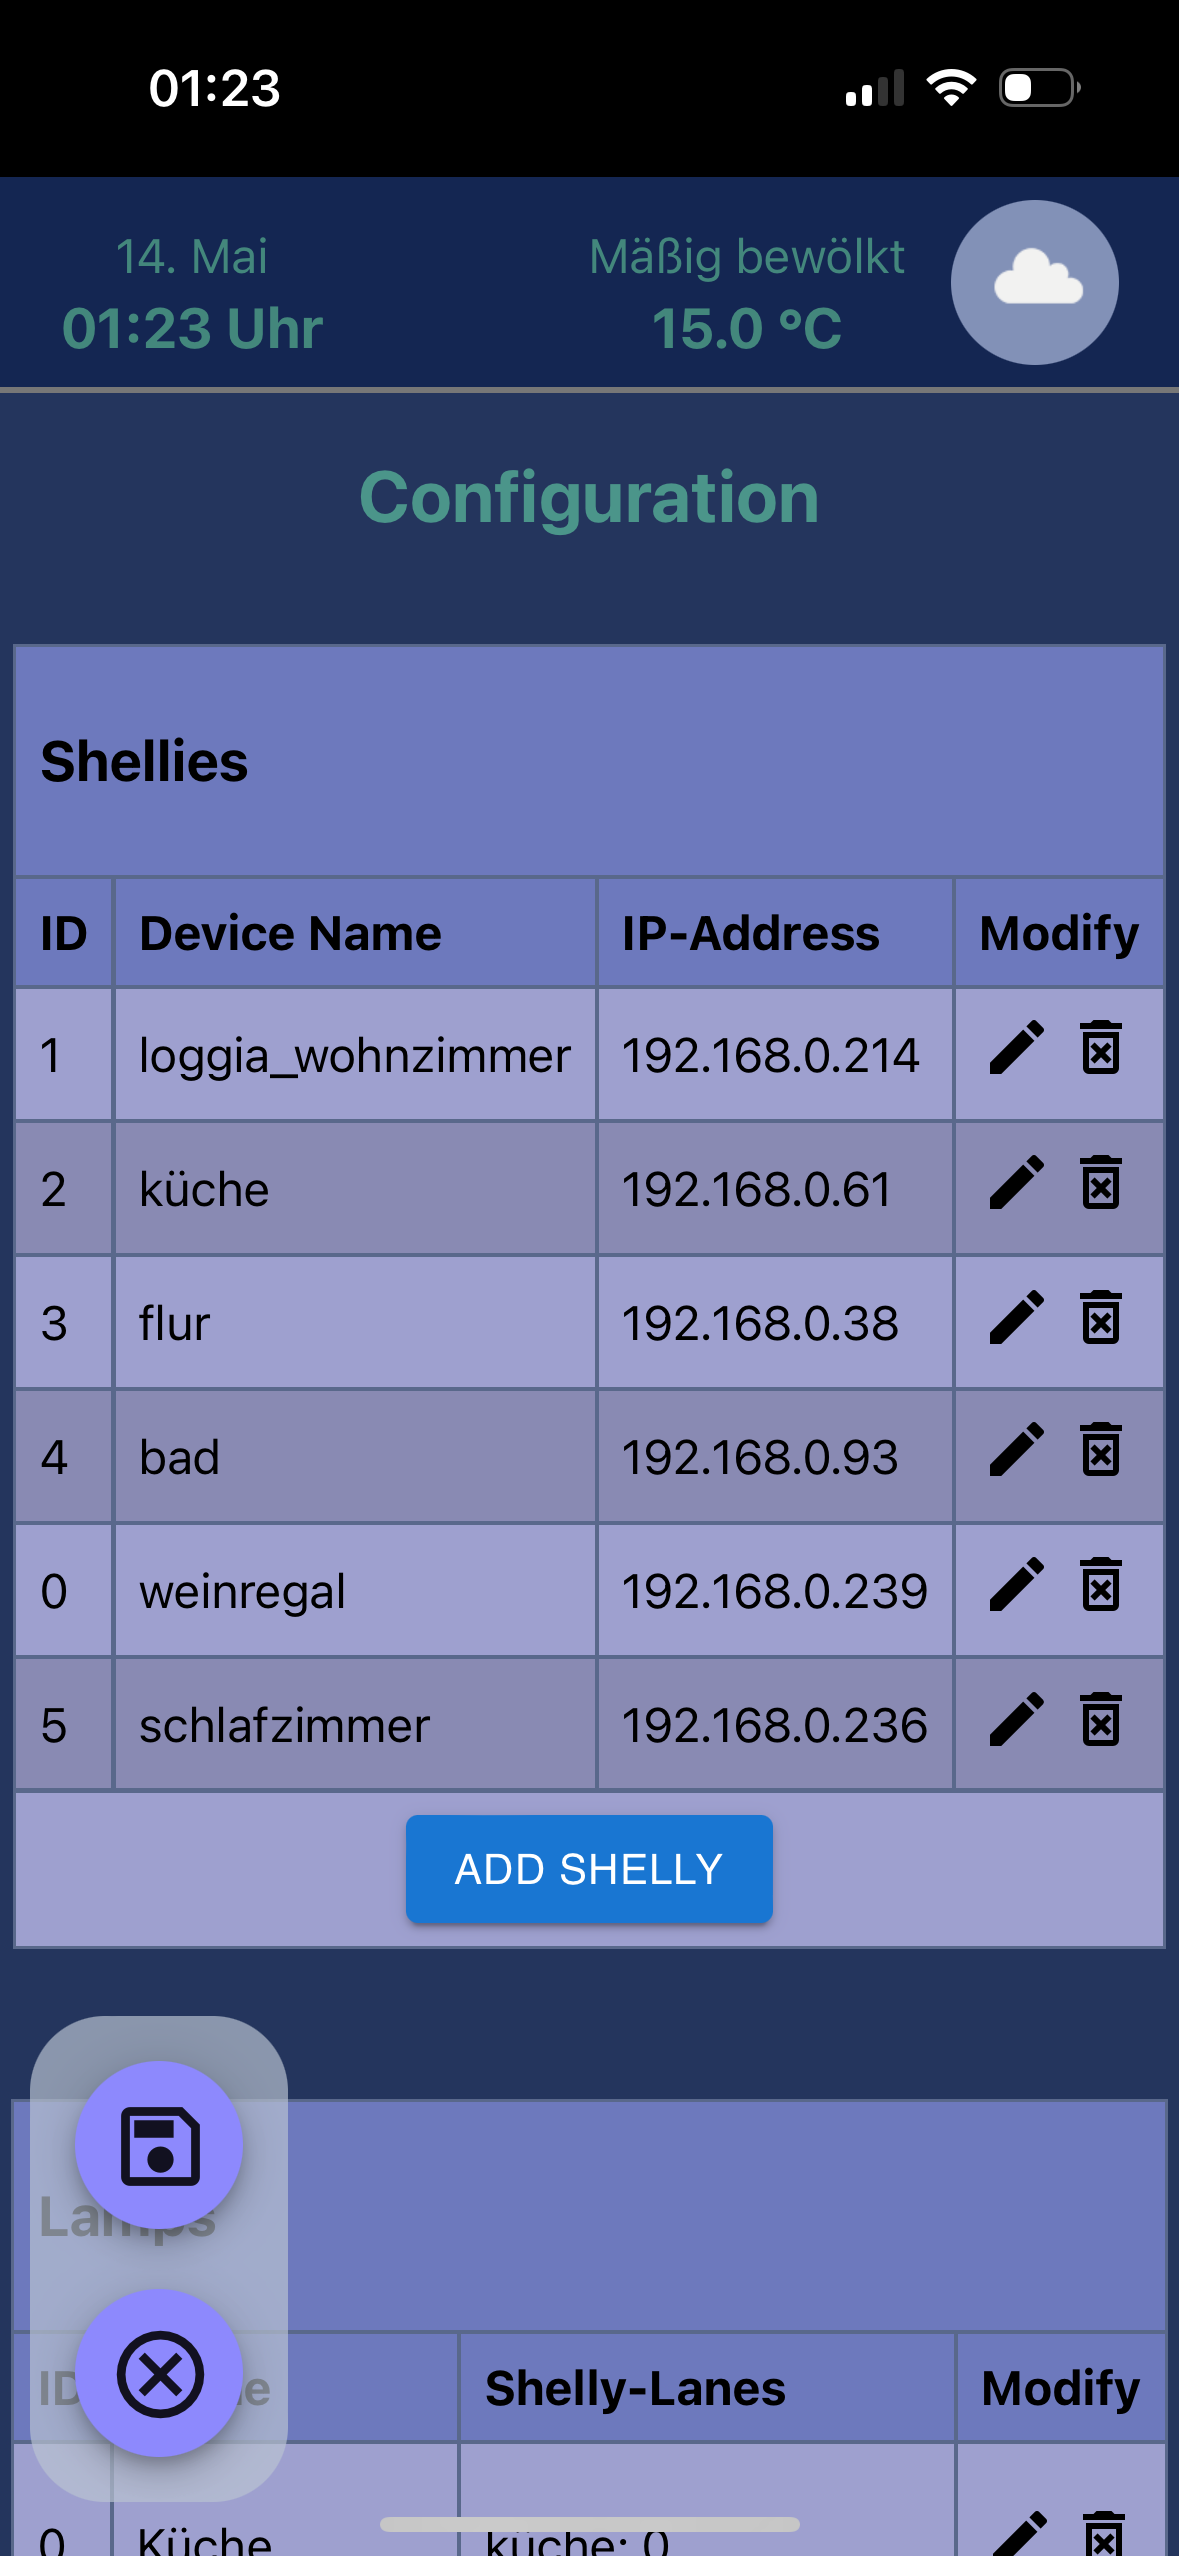 01:23
14. Mai
01:23 Uhr
Mäßig bewölkt
15.0 °C
Configuration
Shellies
ID Device Name IP-Address Modify
1 loggia_wohnzimmer 192.168.0.214
2 küche 192.168.0.61
3 flur 192.168.0.38
4 bad 192.168.0.93
0 weinregal 192.168.0.239
5 schlafzimmer 192.168.0.236
ADD SHELLY
Lamps
ID Shelly-Lanes Modify
0 Küche küche: 0